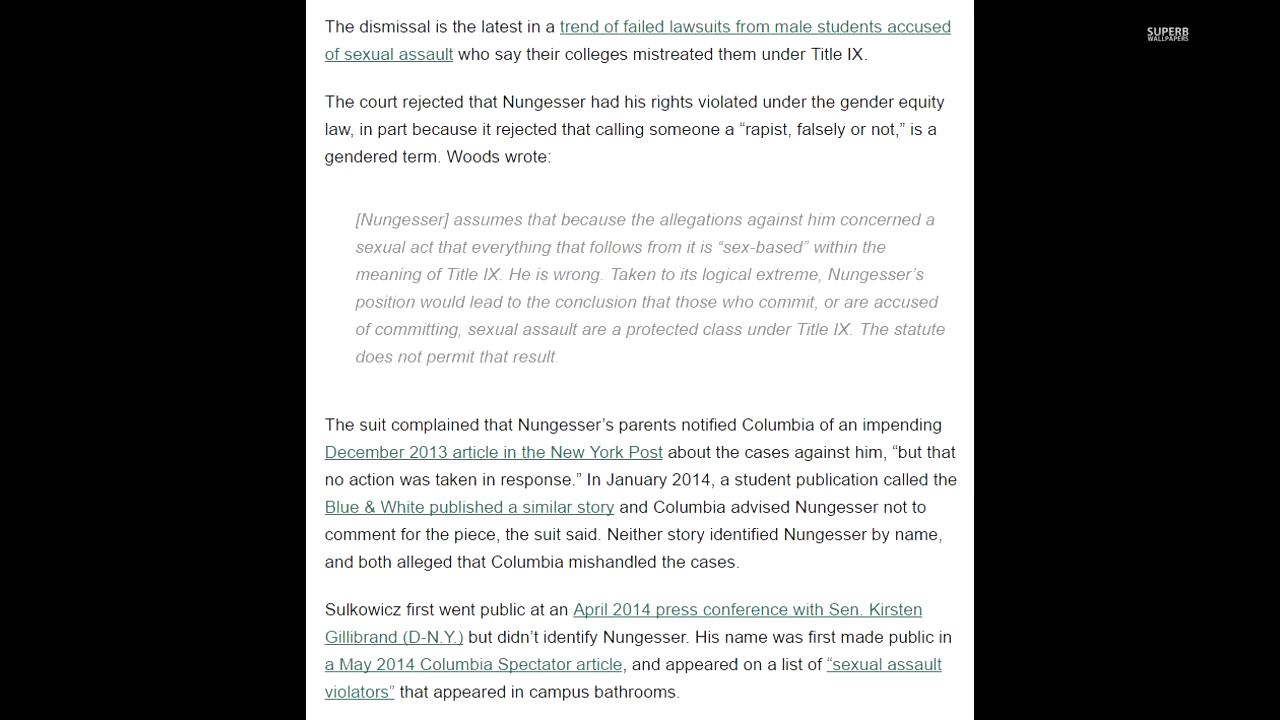 The dismissal is the latest in a trend of failed lawsuits from male students accused
of sexual assault who say their colleges mistreated them under Title IX.
The court rejected that Nungesser had his rights violated under the gender equity
law, in part because it rejected that calling someone a “rapist, falsely or not,” is a
gendered term. Woods wrote:
[Nungesser] assumes that because the allegations against him concerned a
sexual act that everything that follows from it is “sex-based” within the
meaning of Title IX. He is wrong. Taken to its logical extreme, Nungesser’s
position would lead to the conclusion that those who commit, or are accused
of committing, sexual assault are a protected class under Title IX. The statute
does not permit that result.
The suit complained that Nungesser’s parents notified Columbia of an impending
December 2013 article in the New York Post about the cases against him, “but that
no action was taken in response.” In January 2014, a student publication called the
Blue & White published a similar story and Columbia advised Nungesser not to
comment for the piece, the suit said. Neither story identified Nungesser by name,
and both alleged that Columbia mishandled the cases.
Sulkowicz first went public at an April 2014 press conference with Sen. Kirsten
Gillibrand (D-N.Y.) but didn’t identify Nungesser. His name was first made public in
a May 2014 Columbia Spectator article, and appeared on a list of “sexual assault
violators” that appeared in campus bathrooms.
SUPERB
WALLPAPERS